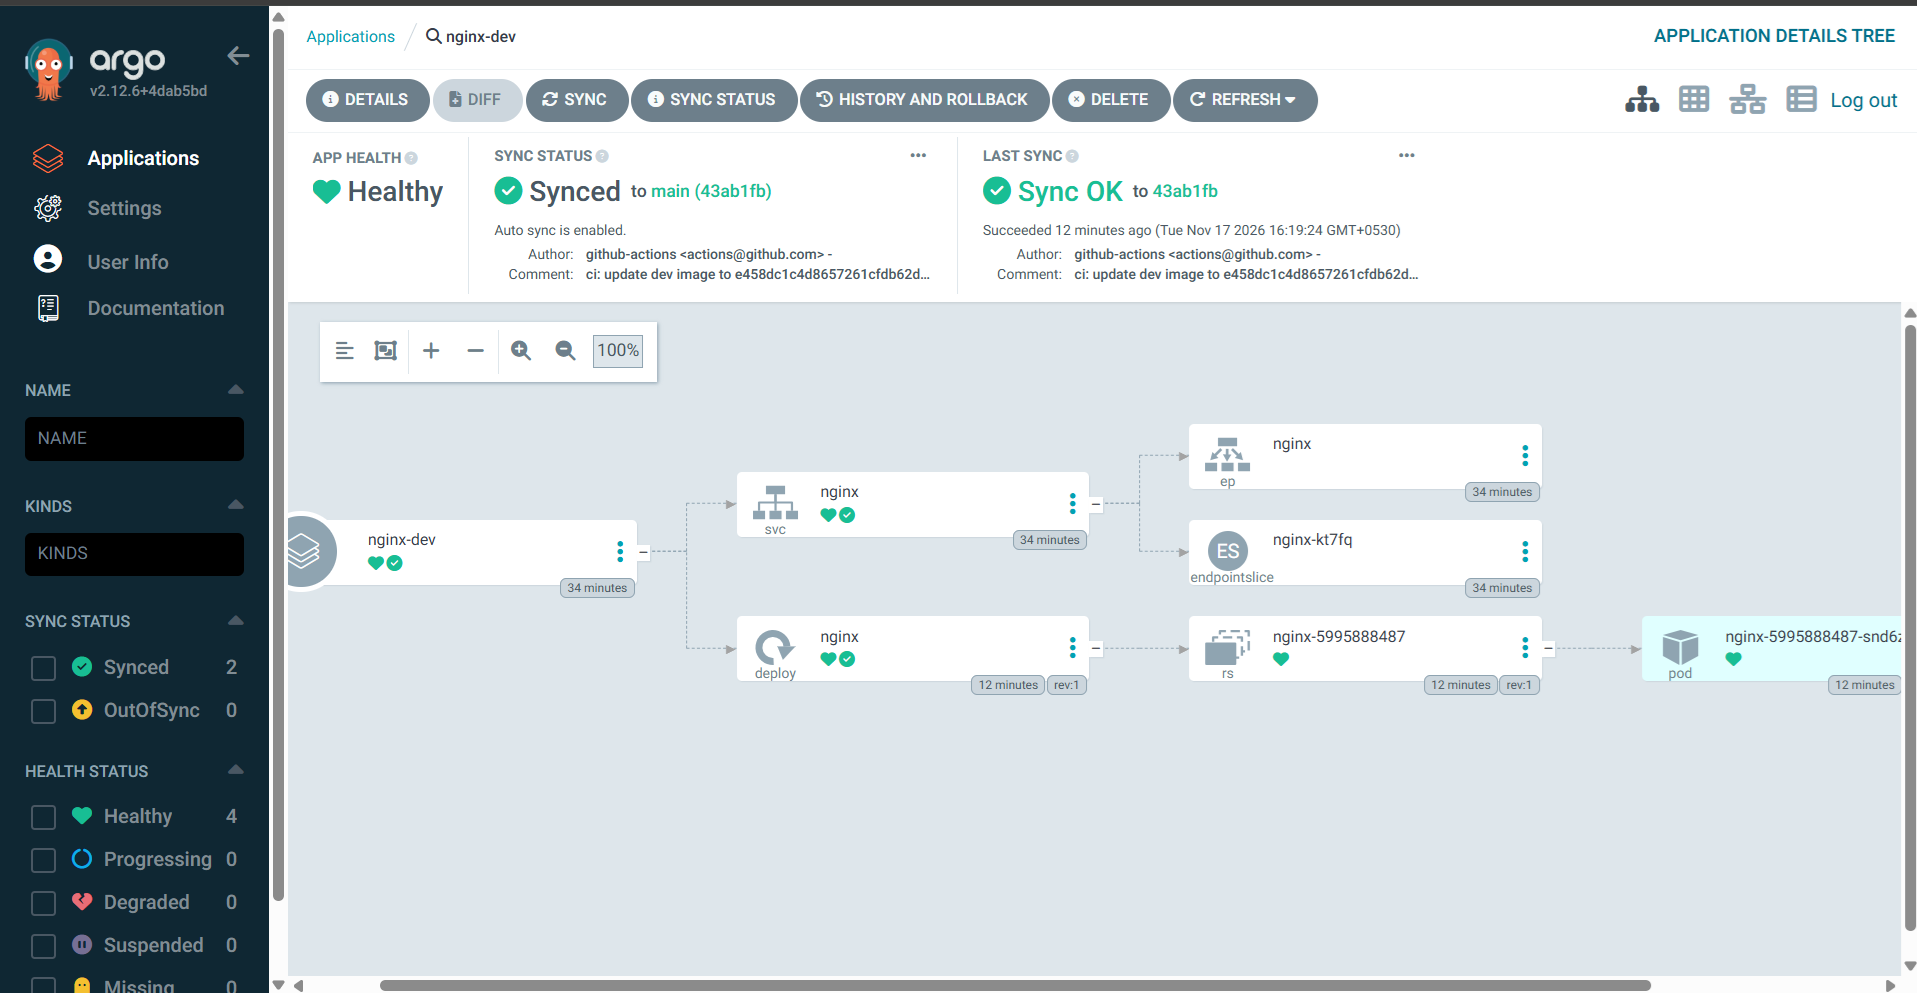 argo
v2.12.6+4dab5bd
Applications
Settings
User Info
Documentation
NAME
NAME
KINDS
KINDS
SYNC STATUS
Synced 2
OutOfSync 0
HEALTH STATUS
Healthy 4
Progressing 0
Degraded 0
Suspended 0
Missing 0
Applications / nginx-dev
APPLICATION DETAILS TREE
DETAILS DIFF SYNC SYNC STATUS HISTORY AND ROLLBACK DELETE REFRESH
Log out
APP HEALTH
Healthy
SYNC STATUS
Synced to main (43ab1fb)
Auto sync is enabled.
Author: github-actions <actions@github.com> -
Comment: ci: update dev image to e458dc1c4d8657261cfdb62d...
LAST SYNC
Sync OK to 43ab1fb
Succeeded 12 minutes ago (Tue Nov 17 2026 16:19:24 GMT+0530)
Author: github-actions <actions@github.com> -
Comment: ci: update dev image to e458dc1c4d8657261cfdb62d...
100%
nginx-dev
34 minutes
nginx
svc
34 minutes
nginx
ep
34 minutes
ES
nginx-kt7fq
endpointslice
34 minutes
nginx
deploy
12 minutes rev:1
nginx-5995888487
rs
12 minutes rev:1
nginx-5995888487-snd6z
pod
12 minutes